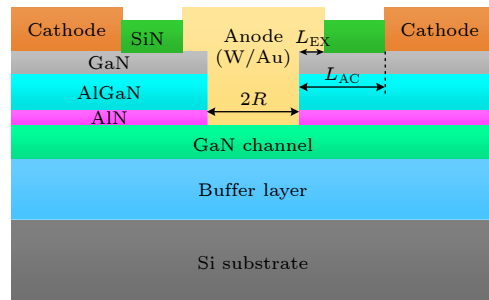 Cathode
SiN
Anode
(W/Au)
L_EX
Cathode
GaN
L_AC
AlGaN
2R
AlN
GaN channel
Buffer layer
Si substrate